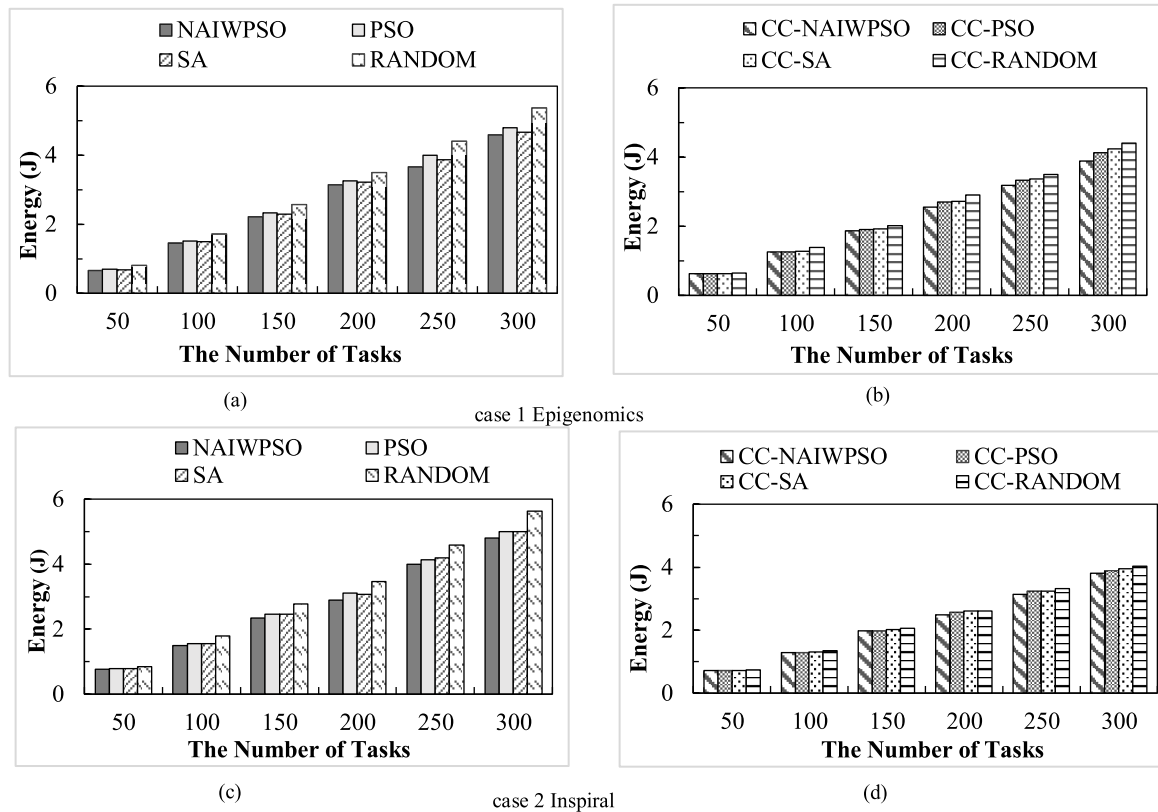 NAIWPSO PSO
SA RANDOM
6
4
2
0
Energy (J)
50 100 150 200 250 300
The Number of Tasks
(a)
CC-NAIWPSO CC-PSO
CC-SA CC-RANDOM
6
4
2
0
Energy (J)
50 100 150 200 250 300
The Number of Tasks
(b)
case 1 Epigenomics
NAIWPSO PSO
SA RANDOM
6
4
2
0
Energy (J)
50 100 150 200 250 300
The Number of Tasks
(c)
CC-NAIWPSO CC-PSO
CC-SA CC-RANDOM
6
4
2
0
Energy (J)
50 100 150 200 250 300
The Number of Tasks
(d)
case 2 Inspiral